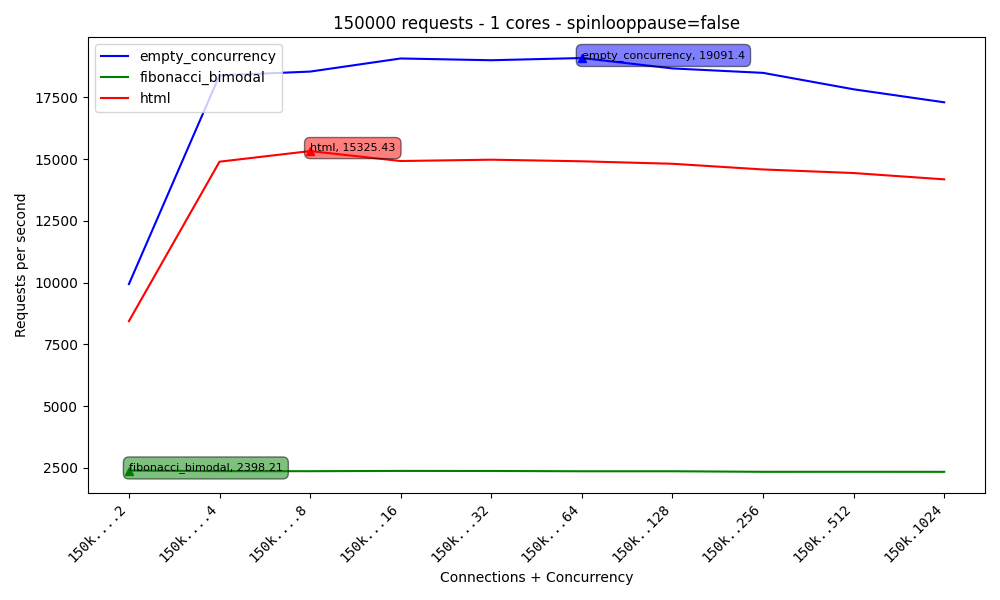 150000 requests - 1 cores - spinlooppause=false
empty_concurrency
fibonacci_bimodal
html
empty_concurrency, 19091.4
html, 15325.43
fibonacci_bimodal, 2398.21
17500
15000
12500
10000
7500
5000
2500
Requests per second
150k....2
150k....4
150k....8
150k...16
150k...32
150k...64
150k..128
150k..256
150k..512
150k.1024
Connections + Concurrency